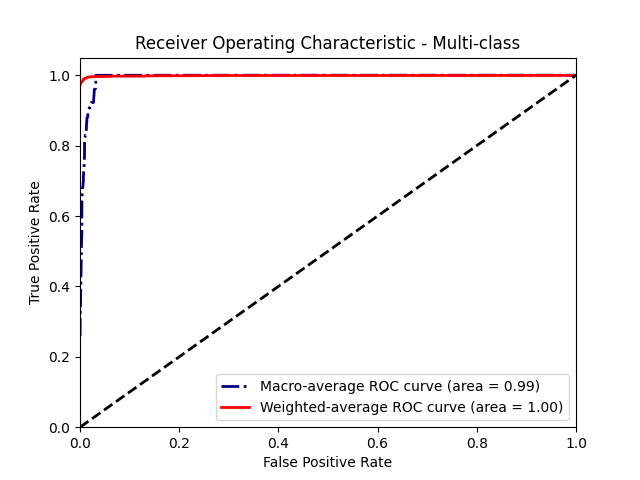 Receiver Operating Characteristic - Multi-class
1.0
0.8
0.6
0.4
0.2
0.0
True Positive Rate
Macro-average ROC curve (area = 0.99)
Weighted-average ROC curve (area = 1.00)
0.0 0.2 0.4 0.6 0.8 1.0
False Positive Rate